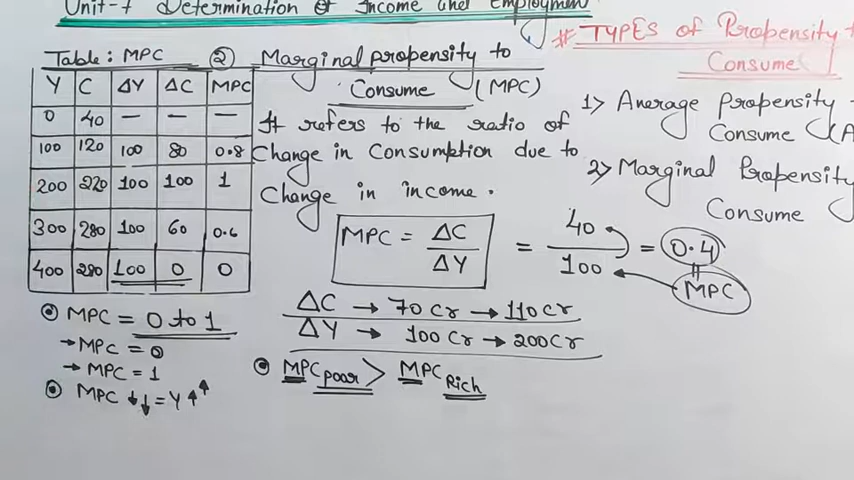 Unit-7 Determination of Income and Employment
# TYPES of Propensity t
Consume
Table: MPC
Y C ΔY ΔC MPC
0 40 — — —
100 120 100 80 0.8
200 220 100 100 1
300 280 100 60 0.6
400 280 100 0 0
② Marginal propensity to
Consume (MPC)
It refers to the ratio of
Change in Consumption due to
Change in income.
MPC = ΔC / ΔY = 40 / 100 = 0.4
MPC
ΔC → 70 Cr → 110 Cr
ΔY → 100 Cr → 200 Cr
MPC poor > MPC Rich
MPC = 0 to 1
→ MPC = 0
→ MPC = 1
MPC ↓↓ = Y ↑↑
1) Average Propensity
Consume (A
2) Marginal Propensity
Consume